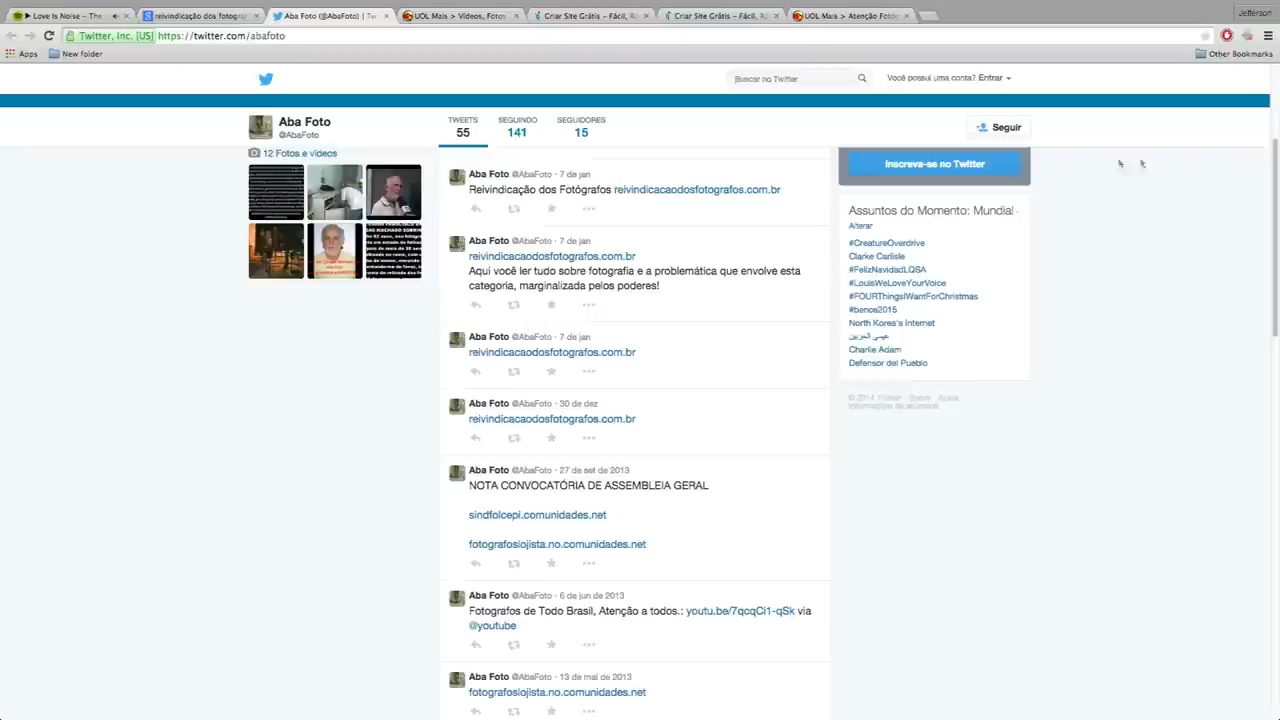 Love Is Noise – The
reivindicação dos fotograf
Aba Foto (@AbaFoto) | Tw
UOL Mais > Vídeos, Fotos
Criar Site Grátis – Fácil, R
Criar Site Grátis – Fácil, R
UOL Mais > Atenção Fotóg
Jefferson
Twitter, Inc. [US] https://twitter.com/abafoto
Apps
New folder
Other Bookmarks
Buscar no Twitter
Você possui uma conta? Entrar
Aba Foto
@AbaFoto
TWEETS
55
SEGUINDO
141
SEGUIDORES
15
Seguir
12 Fotos e vídeos
Inscreva-se no Twitter
Aba Foto @AbaFoto · 7 de jan
Reivindicação dos Fotógrafos reivindicacaodosfotografos.com.br
Aba Foto @AbaFoto · 7 de jan
reivindicacaodosfotografos.com.br
Aqui você ler tudo sobre fotografia e a problemática que envolve esta
categoria, marginalizada pelos poderes!
Aba Foto @AbaFoto · 7 de jan
reivindicacaodosfotografos.com.br
Aba Foto @AbaFoto · 30 de dez
reivindicacaodosfotografos.com.br
Aba Foto @AbaFoto · 27 de set de 2013
NOTA CONVOCATÓRIA DE ASSEMBLEIA GERAL
sindfolcepi.comunidades.net
fotografoslojista.no.comunidades.net
Aba Foto @AbaFoto · 6 de jun de 2013
Fotografos de Todo Brasil, Atenção a todos.: youtu.be/7qcqCi1-qSk via
@youtube
Aba Foto @AbaFoto · 13 de mai de 2013
fotografoslojista.no.comunidades.net
Assuntos do Momento: Mundial ·
Alterar
#CreatureOverdrive
Clarke Carlisle
#FelizNavidadLQSA
#LouisWeLoveYourVoice
#FOURThingsIWantForChristmas
#bence2015
North Korea's Internet
Charlie Adam
Defensor del Pueblo
© 2014 Twitter Sobre Ajuda